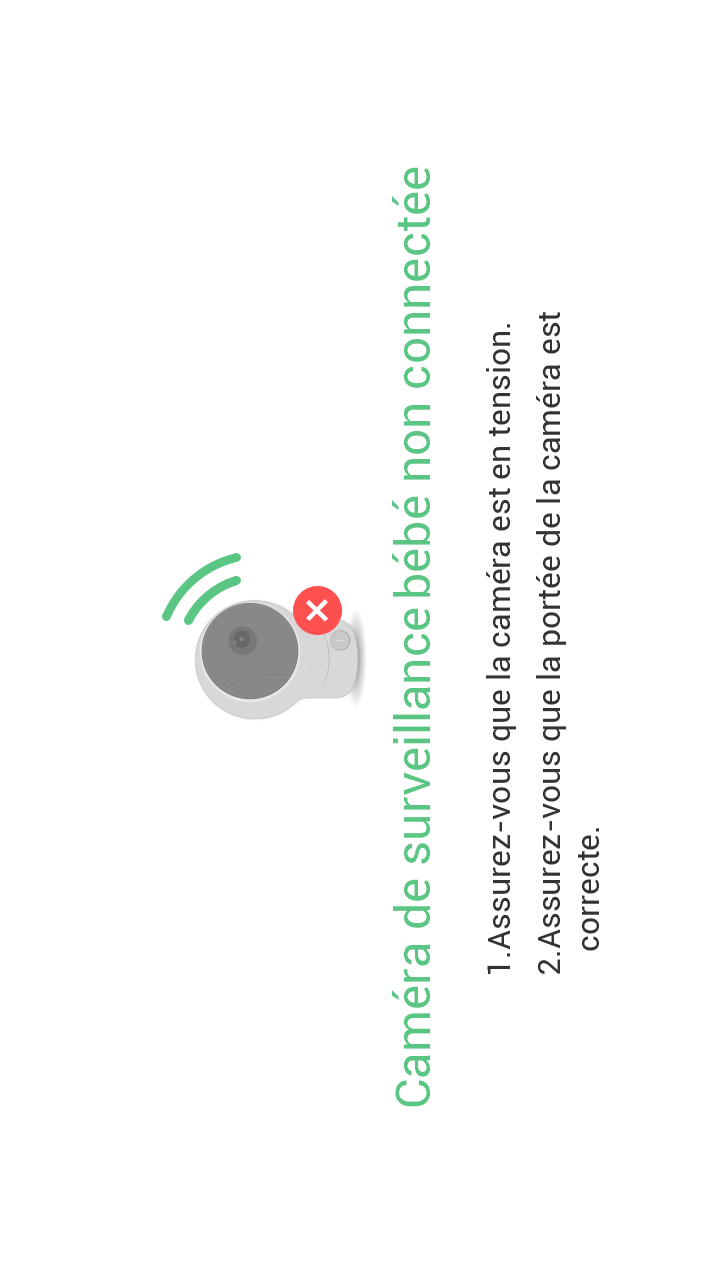 Caméra de surveillance bébé non connectée
1.Assurez-vous que la caméra est en tension.
2.Assurez-vous que la portée de la caméra est
correcte.